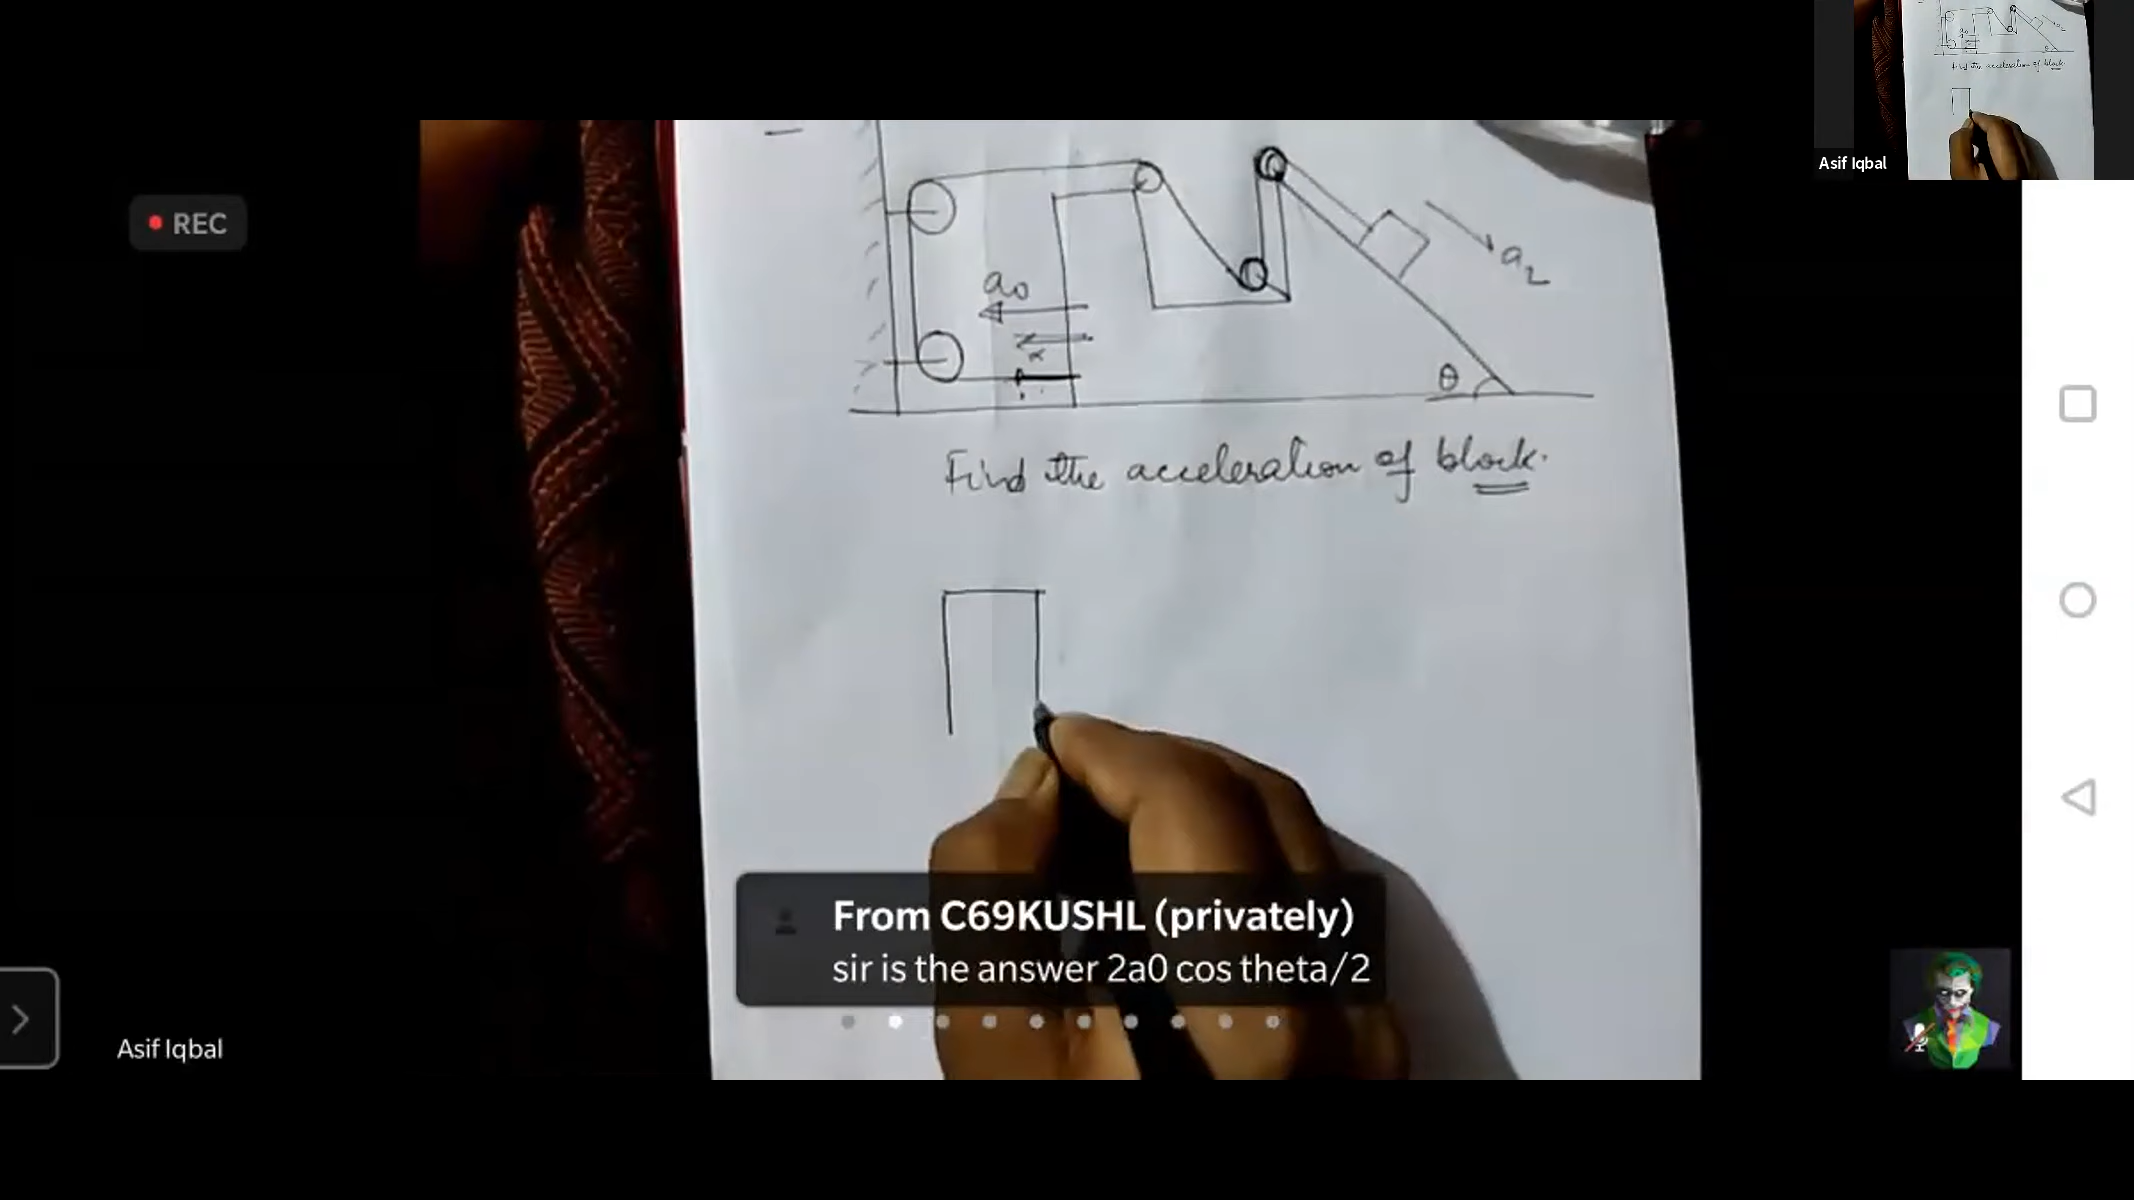 REC
Asif Iqbal
a₀
x
a₂
θ
Find the acceleration of block.
From C69KUSHL (privately)
sir is the answer 2a0 cos theta/2
Asif Iqbal